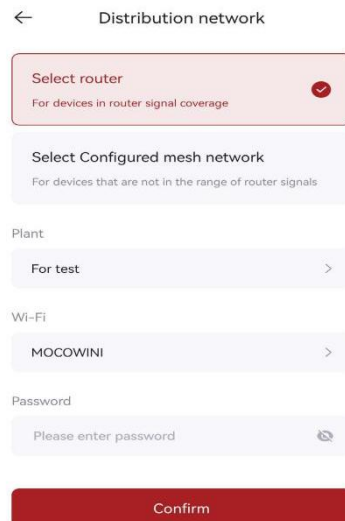 Distribution network
Select router
For devices in router signal coverage
Select Configured mesh network
For devices that are not in the range of router signals
Plant
For test
Wi-Fi
MOCOWINI
Password
Please enter password
Confirm